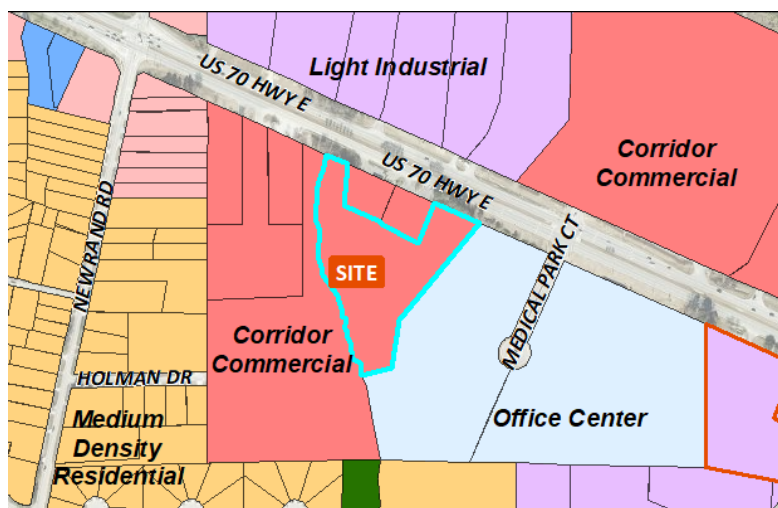 Light Industrial
US 70 HWY E
Corridor
Commercial
US 70 HWY E
NEW RAND RD
MEDICAL PARK CT
SITE
Corridor
Commercial
HOLMAN DR
Medium
Density
Residential
Office Center